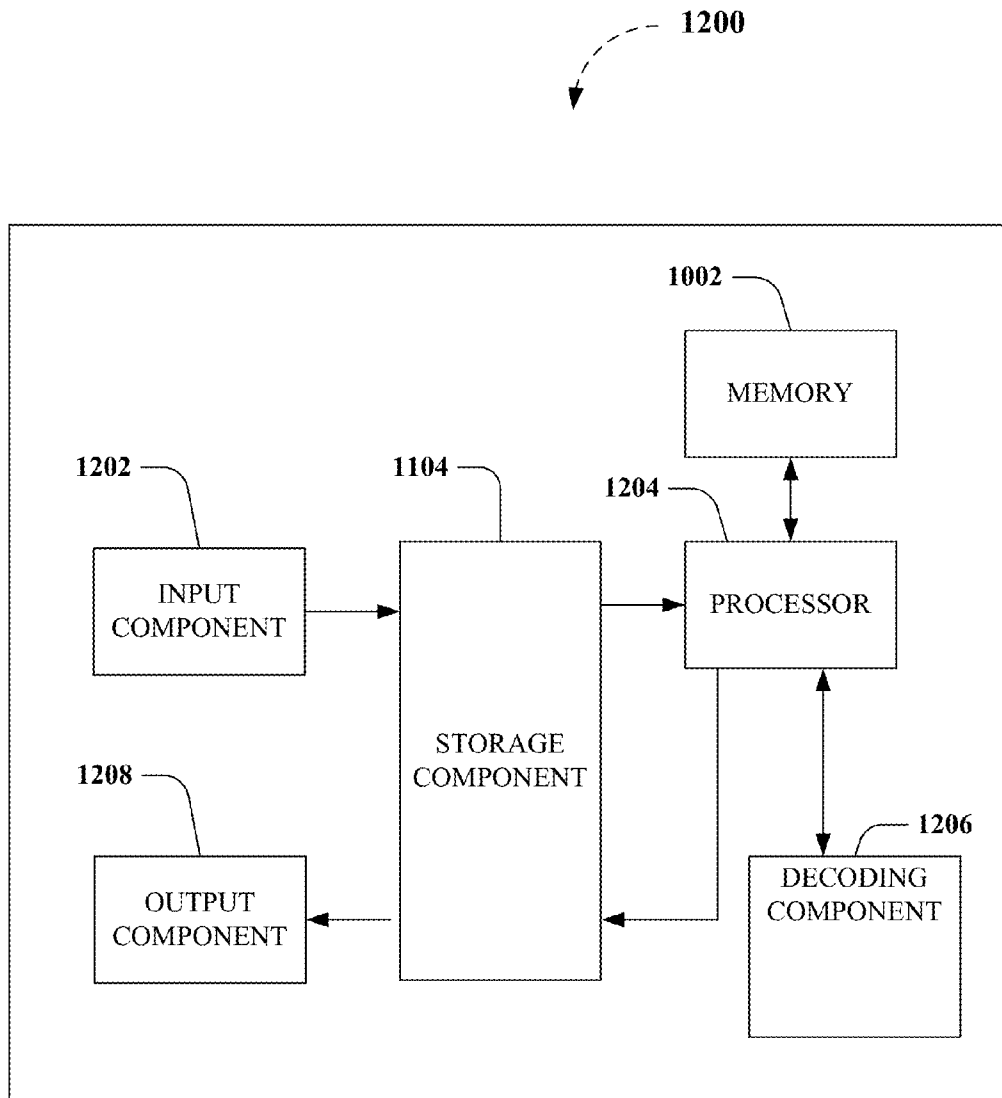 1200
1002
MEMORY
1202
1104
1204
INPUT
COMPONENT
PROCESSOR
STORAGE
COMPONENT
1208
1206
OUTPUT
COMPONENT
DECODING
COMPONENT